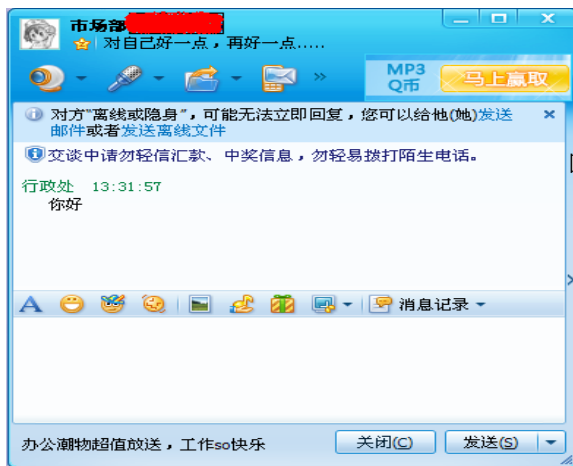 市场部
对自己好一点，再好一点.....
MP3
Q币
马上赢取
对方"离线或隐身"，可能无法立即回复，您可以给他(她)发送
邮件或者发送离线文件
交谈中请勿轻信汇款、中奖信息，勿轻易拨打陌生电话。
行政处 13:31:57
你好
A
消息记录
办公潮物超值放送，工作so快乐
关闭(C)
发送(S)